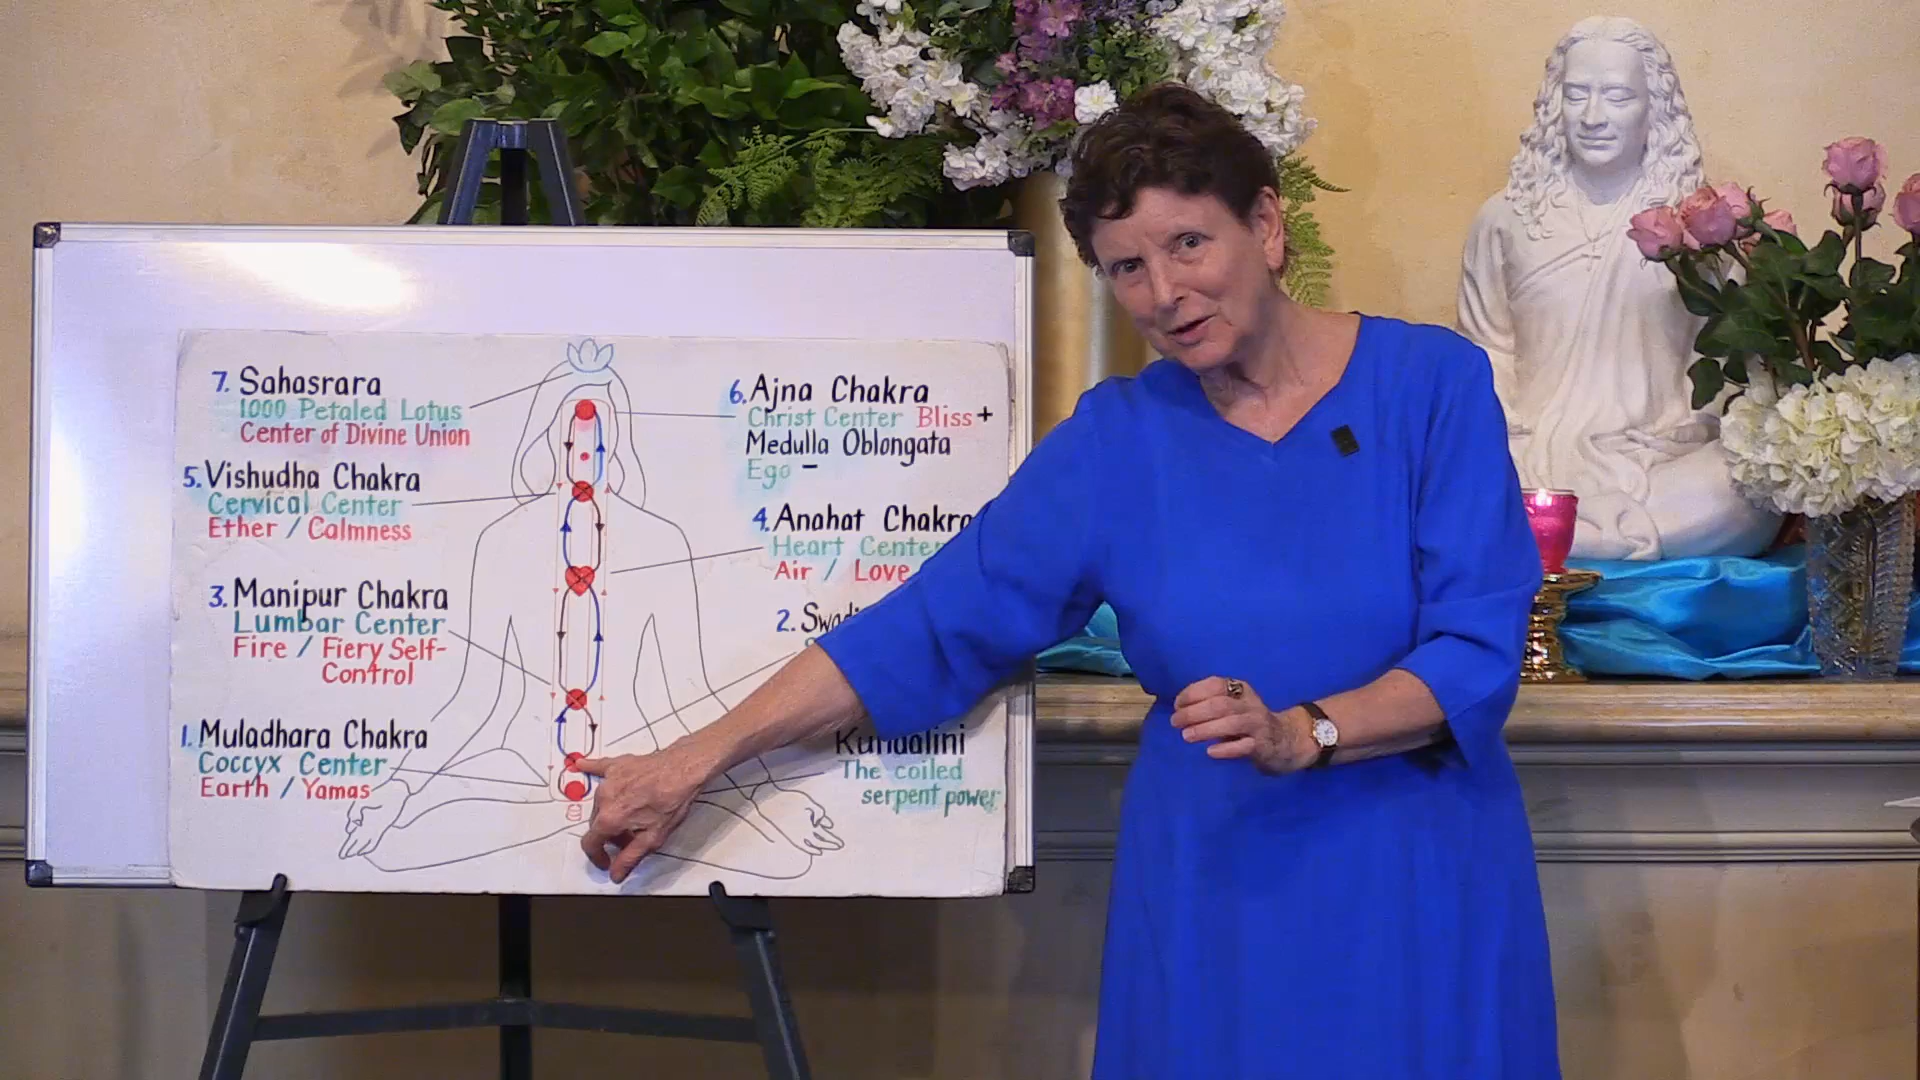 7. Sahasrara
1000 Petaled Lotus
Center of Divine Union
6. Ajna Chakra
Christ Center Bliss +
Medulla Oblongata
Ego –
5. Vishudha Chakra
Cervical Center
Ether / Calmness
4. Anahat Chakra
Heart Center
Air / Love
3. Manipur Chakra
Lumbar Center
Fire / Fiery Self-
Control
2.
1. Muladhara Chakra
Coccyx Center
Earth / Yamas
Kundalini
The coiled
serpent power